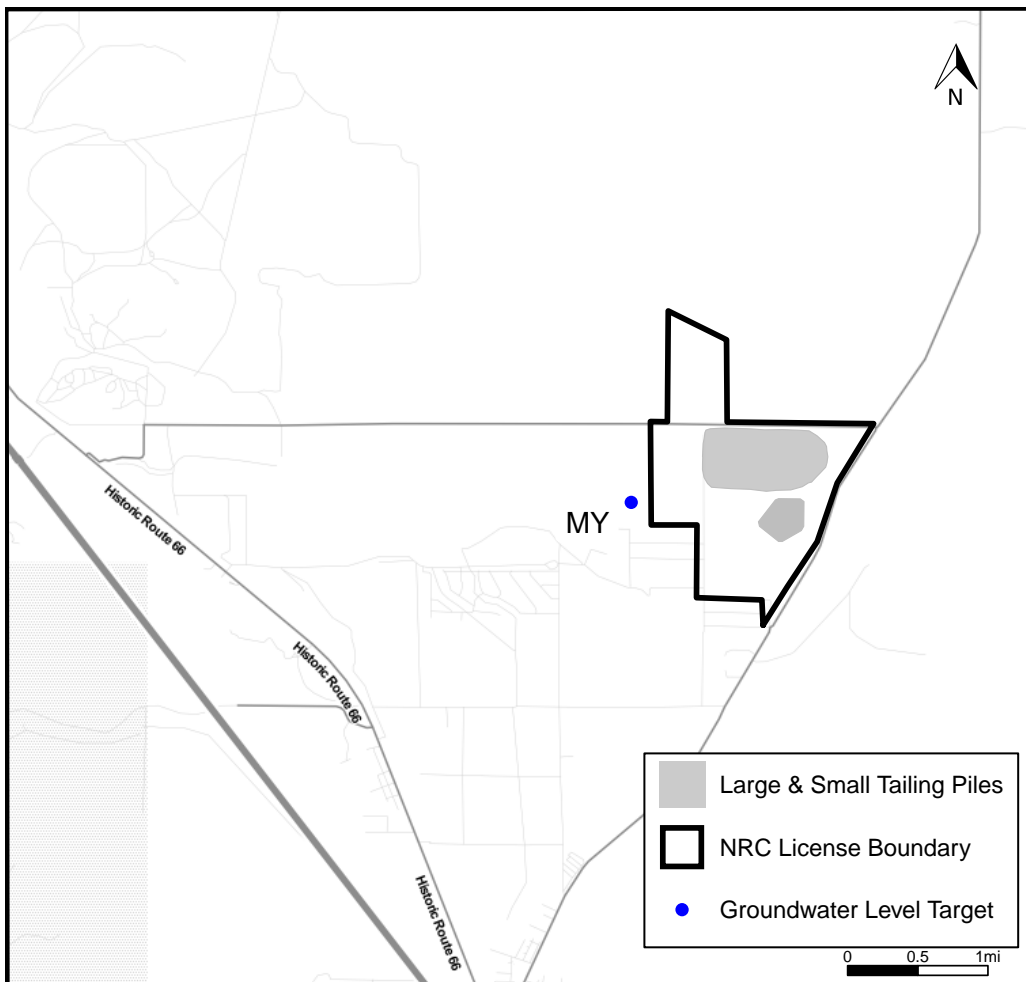 N
Historic Route 66
MY
Historic Route 66
Historic Route 66
Large & Small Tailing Piles
NRC License Boundary
Groundwater Level Target
0 0.5 1mi